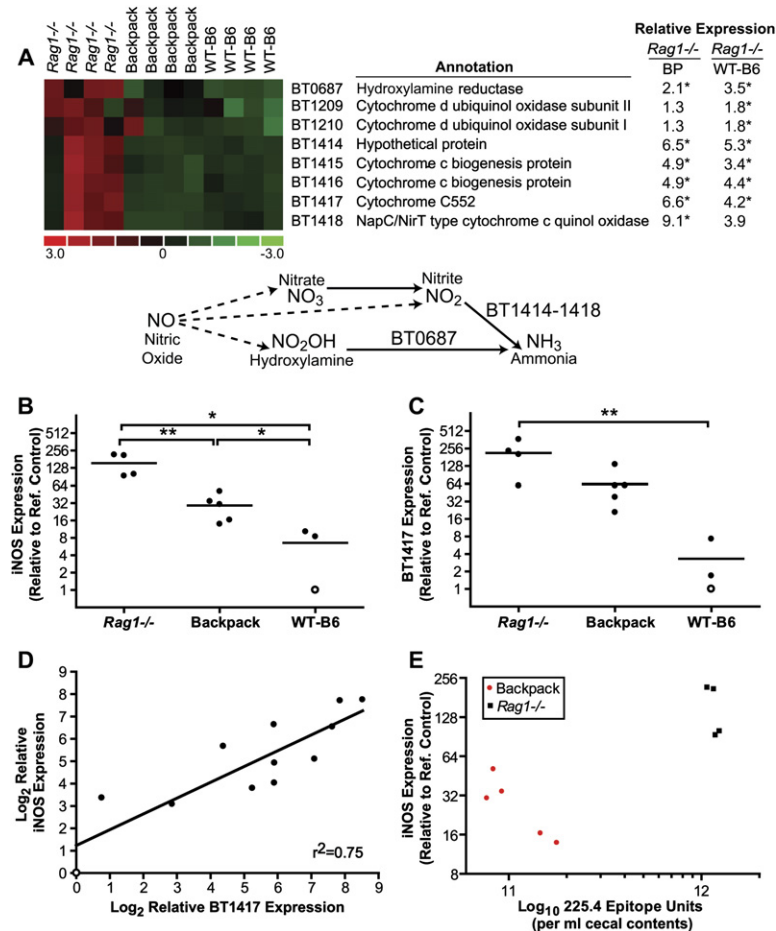 A
Rag1-/- Rag1-/- Rag1-/- Rag1-/- Backpack Backpack Backpack Backpack WT-B6 WT-B6 WT-B6 WT-B6
Relative Expression
Annotation
Rag1-/- Rag1-/-
BP WT-B6
BT0687 Hydroxylamine reductase 2.1* 3.5*
BT1209 Cytochrome d ubiquinol oxidase subunit II 1.3 1.8*
BT1210 Cytochrome d ubiquinol oxidase subunit I 1.3 1.8*
BT1414 Hypothetical protein 6.5* 5.3*
BT1415 Cytochrome c biogenesis protein 4.9* 3.4*
BT1416 Cytochrome c biogenesis protein 4.9* 4.4*
BT1417 Cytochrome C552 6.6* 4.2*
BT1418 NapC/NirT type cytochrome c quinol oxidase 9.1* 3.9
3.0 0 -3.0
Nitrate
NO3
Nitrite
NO2
BT1414-1418
NO
Nitric
Oxide
NO2OH
Hydroxylamine
BT0687
NH3
Ammonia
B
iNOS Expression
(Relative to Ref. Control)
512
256
128
64
32
16
8
4
2
1
*
** *
Rag1-/- Backpack WT-B6
C
BT1417 Expression
(Relative to Ref. Control)
512
256
128
64
32
16
8
4
2
1
**
Rag1-/- Backpack WT-B6
D
Log2 Relative
iNOS Expression
9
8
7
6
5
4
3
2
1
0
r2=0.75
0 1 2 3 4 5 6 7 8 9
Log2 Relative BT1417 Expression
E
iNOS Expression
(Relative to Ref. Control)
256
128
64
32
16
8
Backpack
Rag1-/-
11 12
Log10 225.4 Epitope Units
(per ml cecal contents)